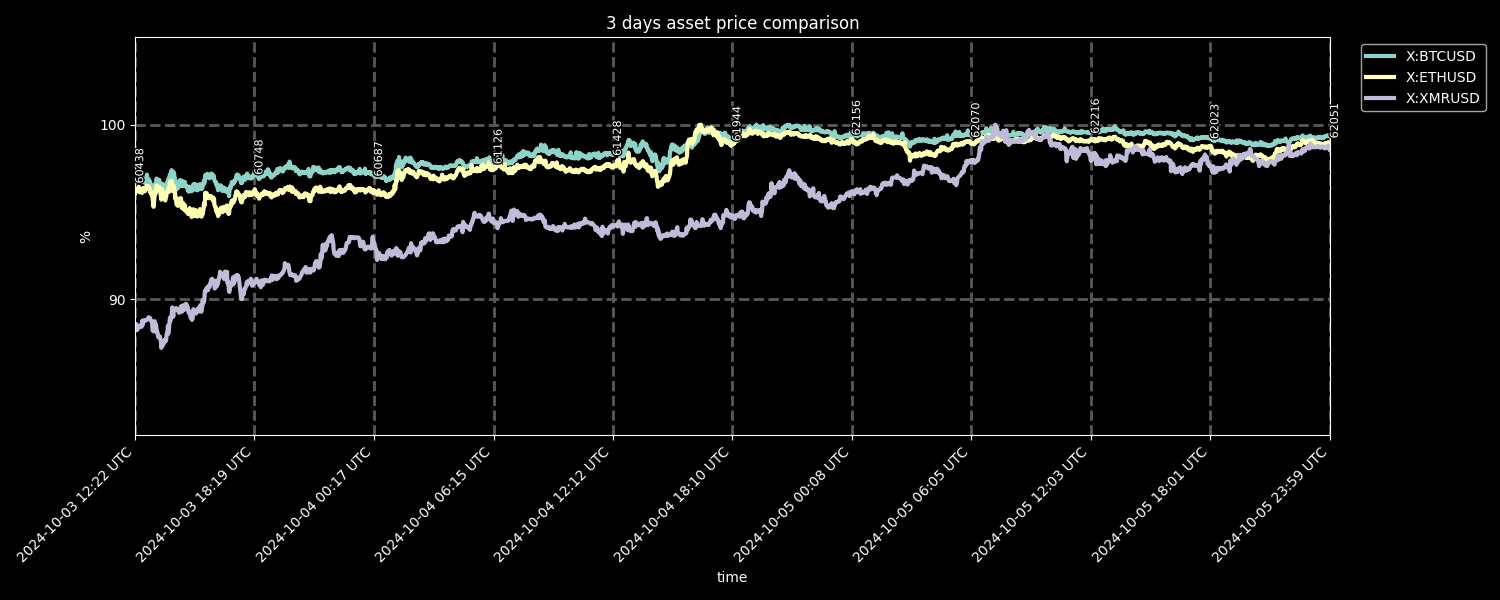 3 days asset price comparison
X:BTCUSD
X:ETHUSD
X:XMRUSD
%
100
90
60438
60748
60687
61126
61428
61944
62156
62070
62216
62023
62051
2024-10-03 12:22 UTC
2024-10-03 18:19 UTC
2024-10-04 00:17 UTC
2024-10-04 06:15 UTC
2024-10-04 12:12 UTC
2024-10-04 18:10 UTC
2024-10-05 00:08 UTC
2024-10-05 06:05 UTC
2024-10-05 12:03 UTC
2024-10-05 18:01 UTC
2024-10-05 23:59 UTC
time